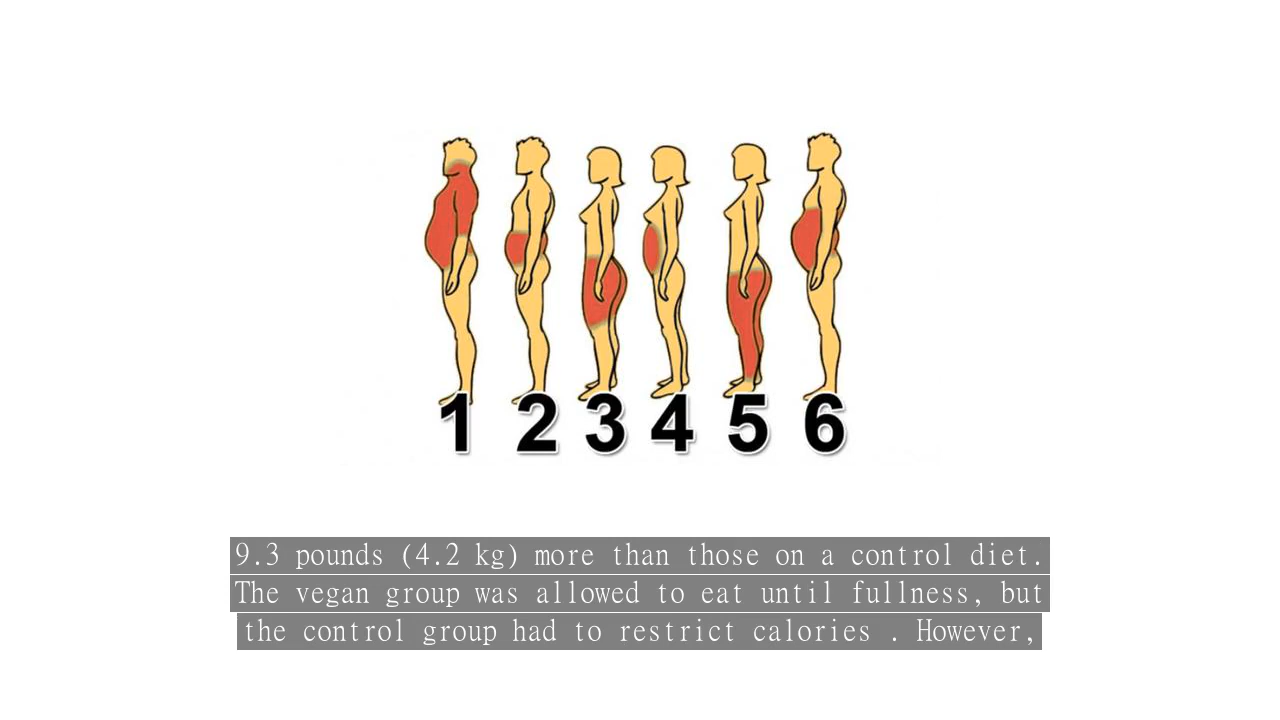 1 2 3 4 5 6
9.3 pounds (4.2 kg) more than those on a control diet.
The vegan group was allowed to eat until fullness, but
the control group had to restrict calories . However,